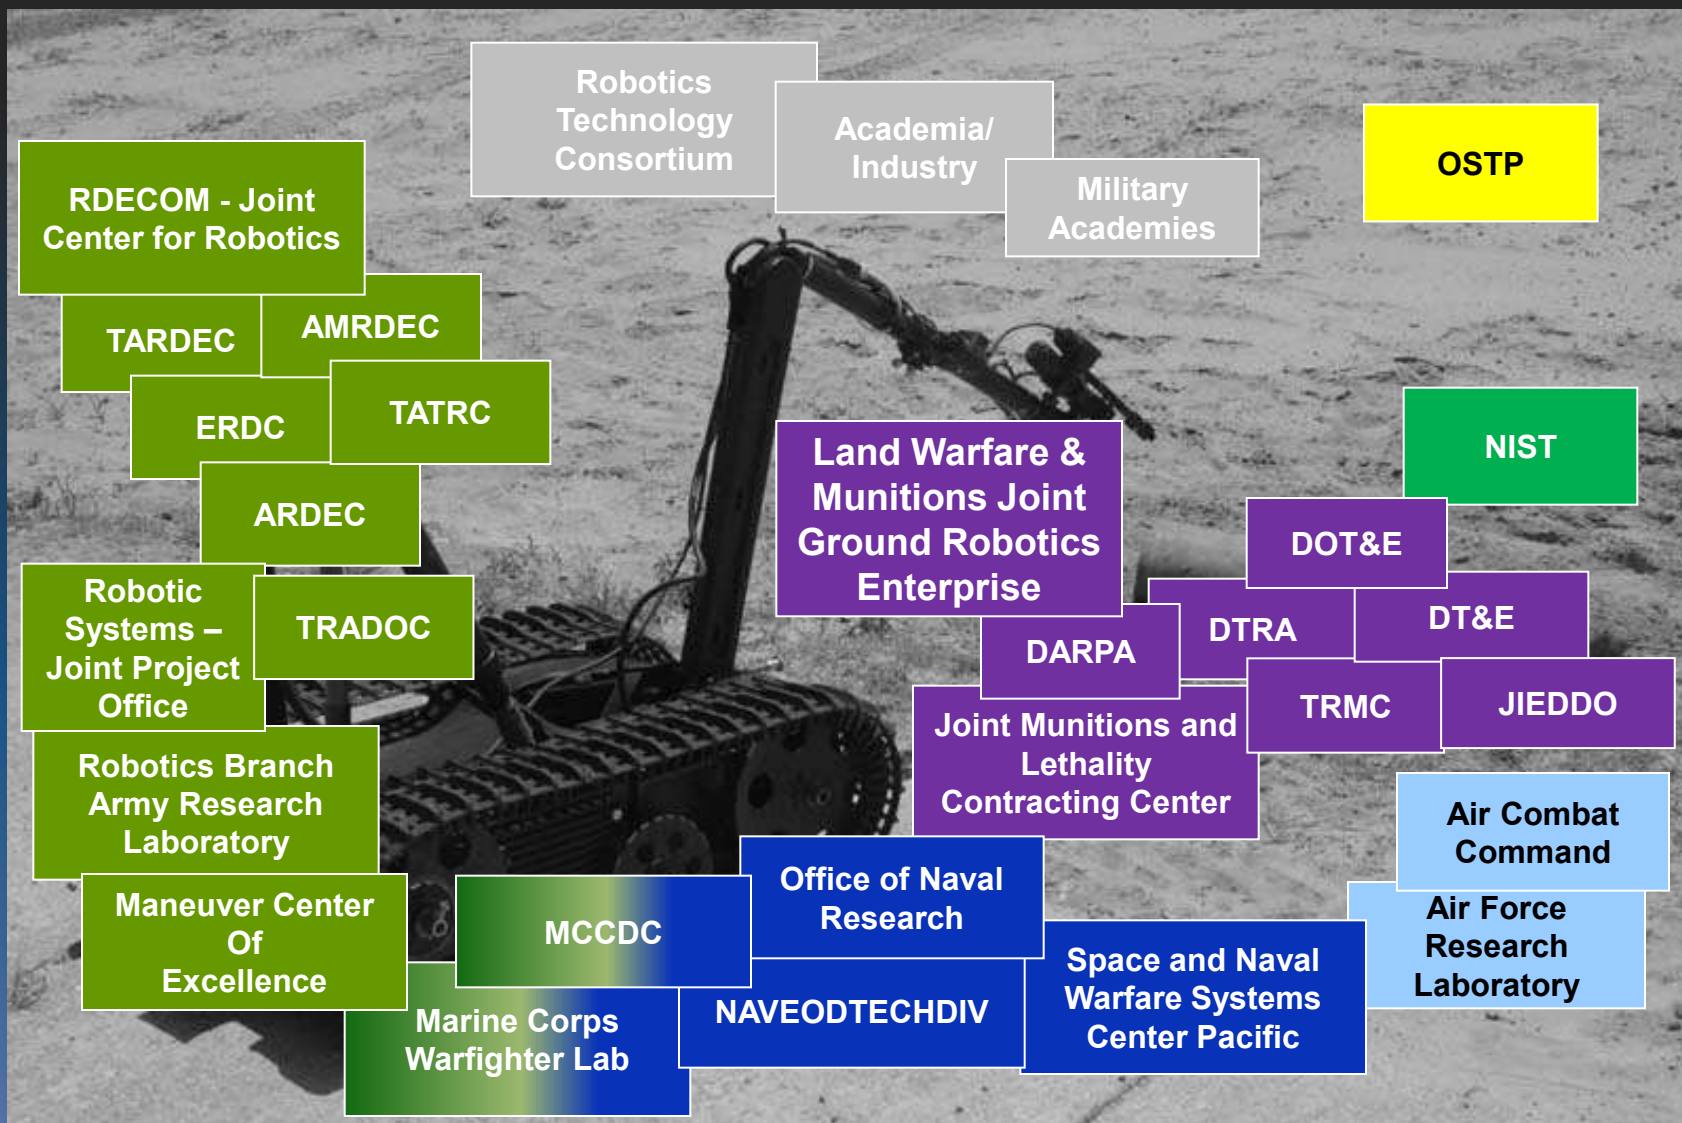 Robotics
Technology
Consortium
Academia/
Industry
Military
Academies
OSTP
RDECOM - Joint
Center for Robotics
TARDEC
AMRDEC
ERDC
TATRC
ARDEC
Robotic
Systems –
Joint Project
Office
TRADOC
Robotics Branch
Army Research
Laboratory
Maneuver Center
Of
Excellence
Land Warfare &
Munitions Joint
Ground Robotics
Enterprise
NIST
DOT&E
DARPA
DTRA
DT&E
TRMC
JIEDDO
Joint Munitions and
Lethality
Contracting Center
Air Combat
Command
Air Force
Research
Laboratory
MCCDC
Office of Naval
Research
Marine Corps
Warfighter Lab
NAVEODTECHDIV
Space and Naval
Warfare Systems
Center Pacific